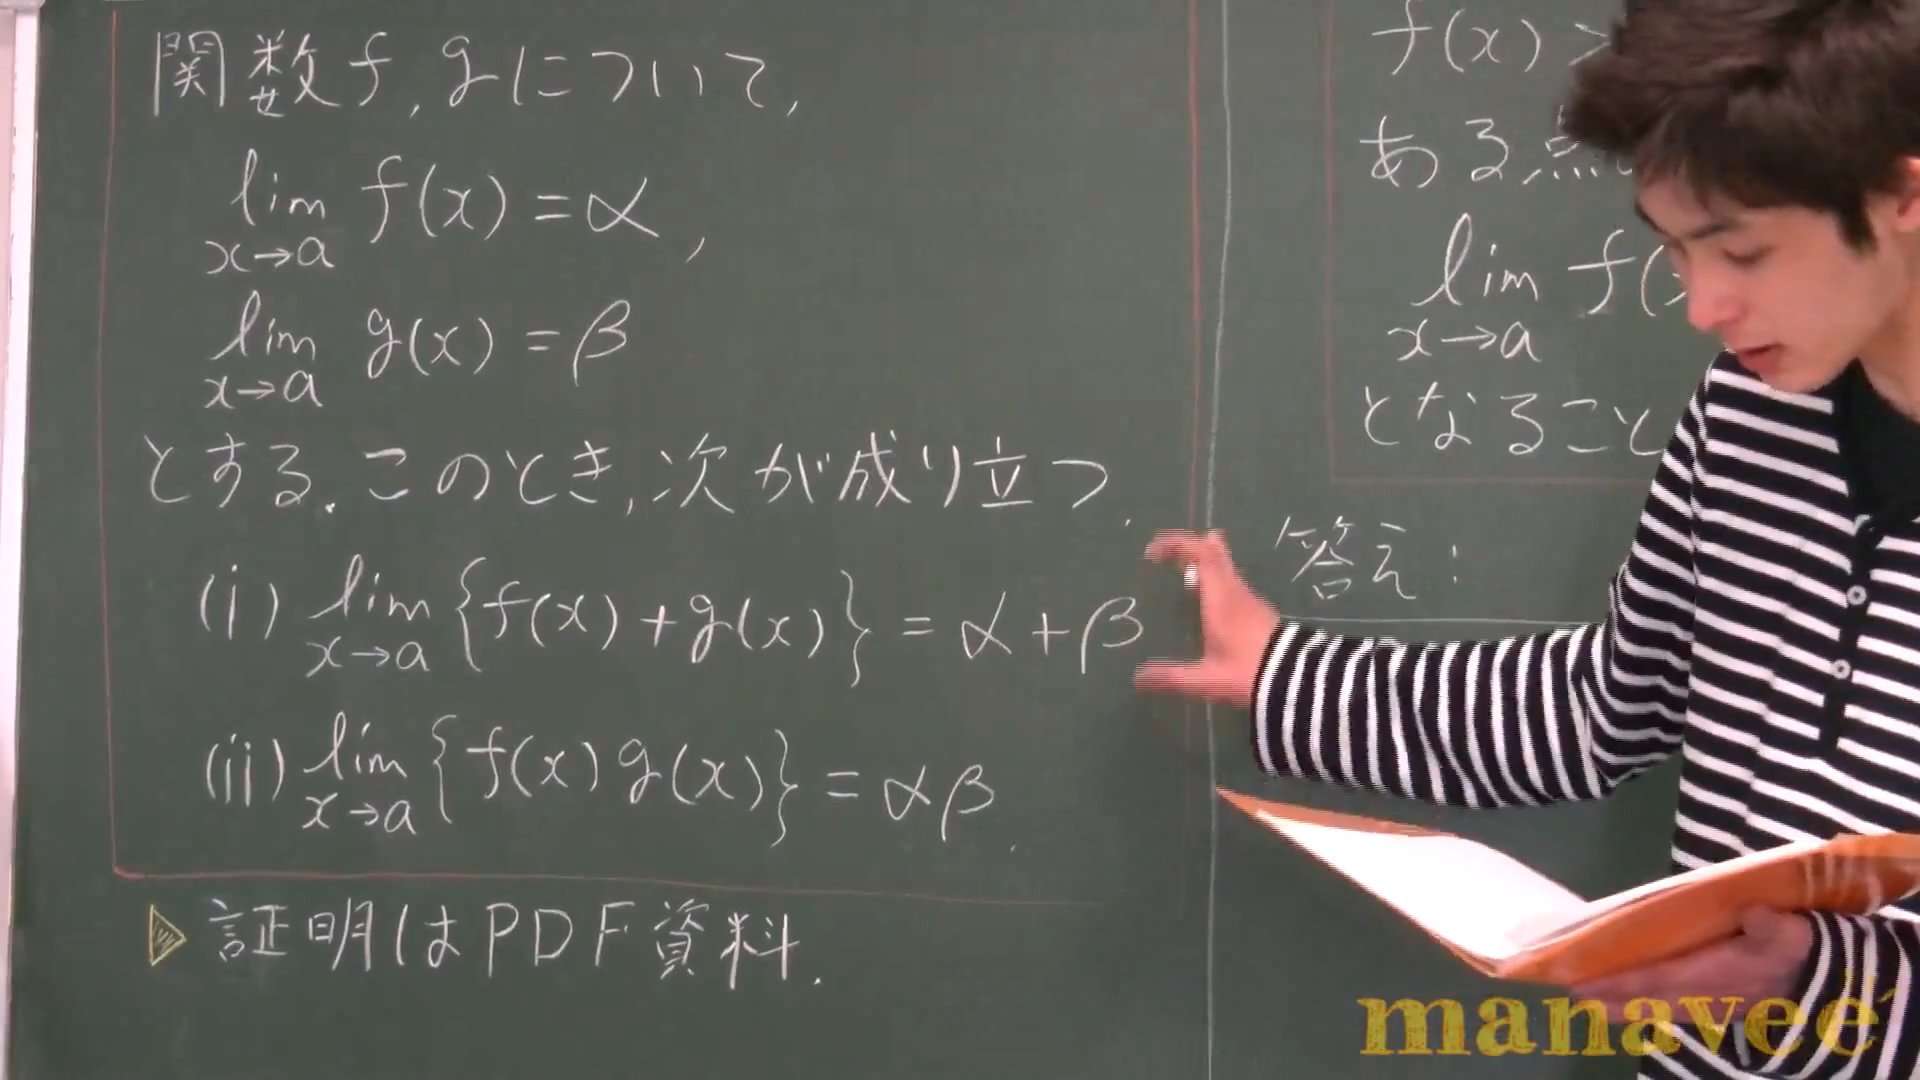 関数f, gについて,
lim f(x) = α,
x→a
lim g(x) = β
x→a
とする. このとき, 次が成り立つ.
(i) lim {f(x)+g(x)} = α+β
x→a
(ii) lim {f(x)g(x)} = αβ.
x→a
▷ 証明はPDF資料.
f(x) >
ある点
lim f(
x→a
となること
答え:
manavee